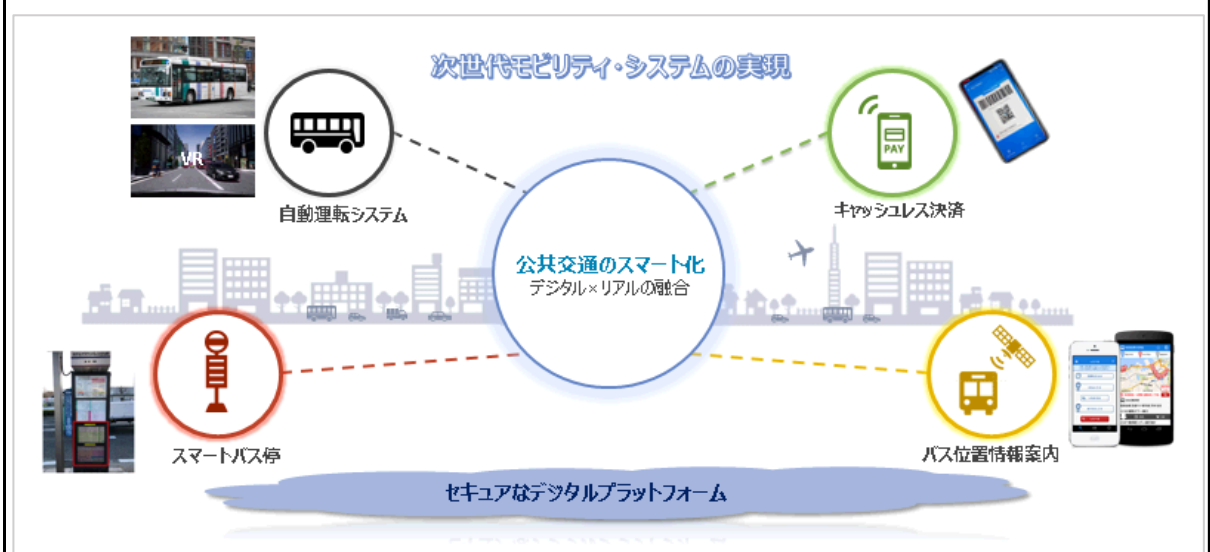 次世代モビリティ・システムの実現
VR
自動運転システム
PAY
キャッシュレス決済
公共交通のスマート化
デジタル×リアルの融合
スマートバス停
バス位置情報案内
セキュアなデジタルプラットフォーム